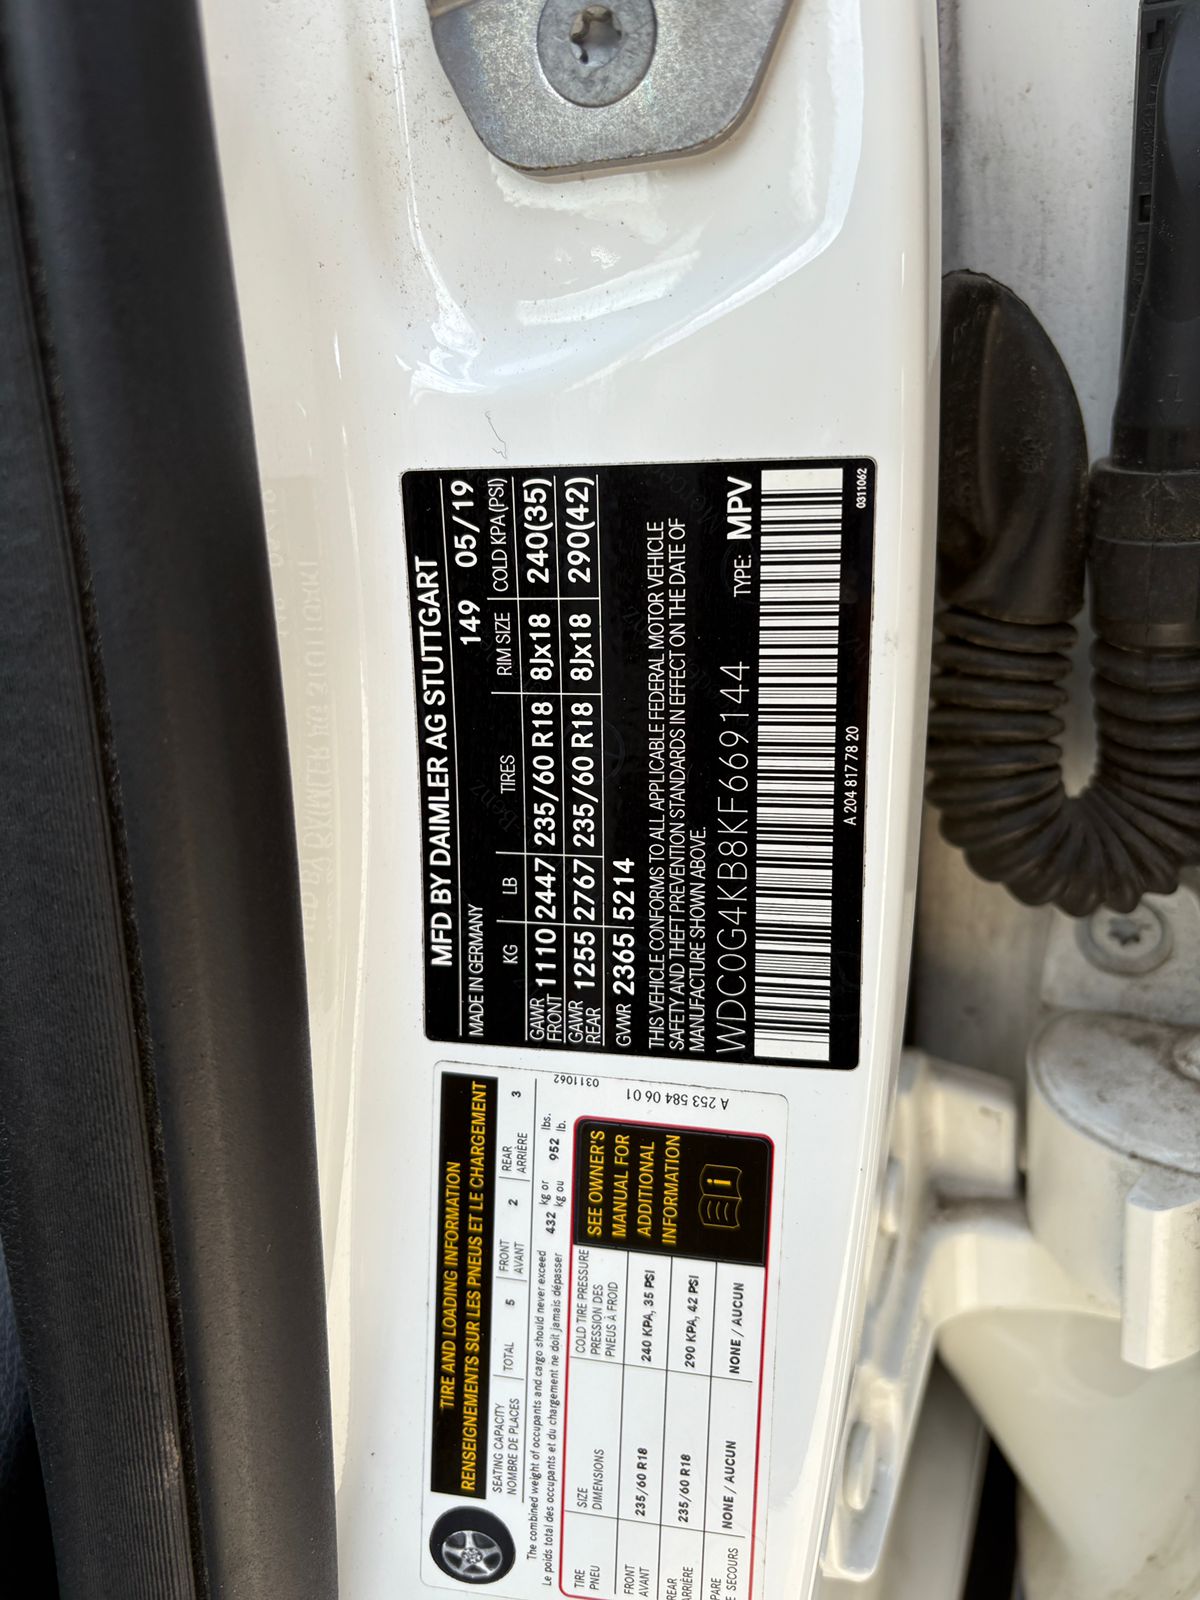 MFD BY DAIMLER AG STUTTGART
MADE IN GERMANY 149 05/19
KG LB TIRES RIM SIZE COLD KPA(PSI)
GAWR FRONT 1110 2447 235/60 R18 8Jx18 240(35)
GAWR REAR 1255 2767 235/60 R18 8Jx18 290(42)
GVWR 2365 5214
THIS VEHICLE CONFORMS TO ALL APPLICABLE FEDERAL MOTOR VEHICLE
SAFETY AND THEFT PREVENTION STANDARDS IN EFFECT ON THE DATE OF
MANUFACTURE SHOWN ABOVE.
WDC0G4KB8KF669144 TYPE: MPV
A 204 817 78 20 0311062
TIRE AND LOADING INFORMATION
RENSEIGNEMENTS SUR LES PNEUS ET LE CHARGEMENT
SEATING CAPACITY
NOMBRE DE PLACES
TOTAL 5
FRONT
AVANT 2
REAR
ARRIÈRE 3
The combined weight of occupants and cargo should never exceed 432 kg or 952 lbs.
Le poids total des occupants et du chargement ne doit jamais dépasser kg ou lb.
0311062
A 253 584 06 01
TIRE
PNEU
SIZE
DIMENSIONS
COLD TIRE PRESSURE
PRESSION DES
PNEUS À FROID
FRONT
AVANT
235/60 R18
240 KPA, 35 PSI
REAR
ARRIÈRE
235/60 R18
290 KPA, 42 PSI
SECOURS
NONE / AUCUN
NONE / AUCUN
SEE OWNER'S
MANUAL FOR
ADDITIONAL
INFORMATION